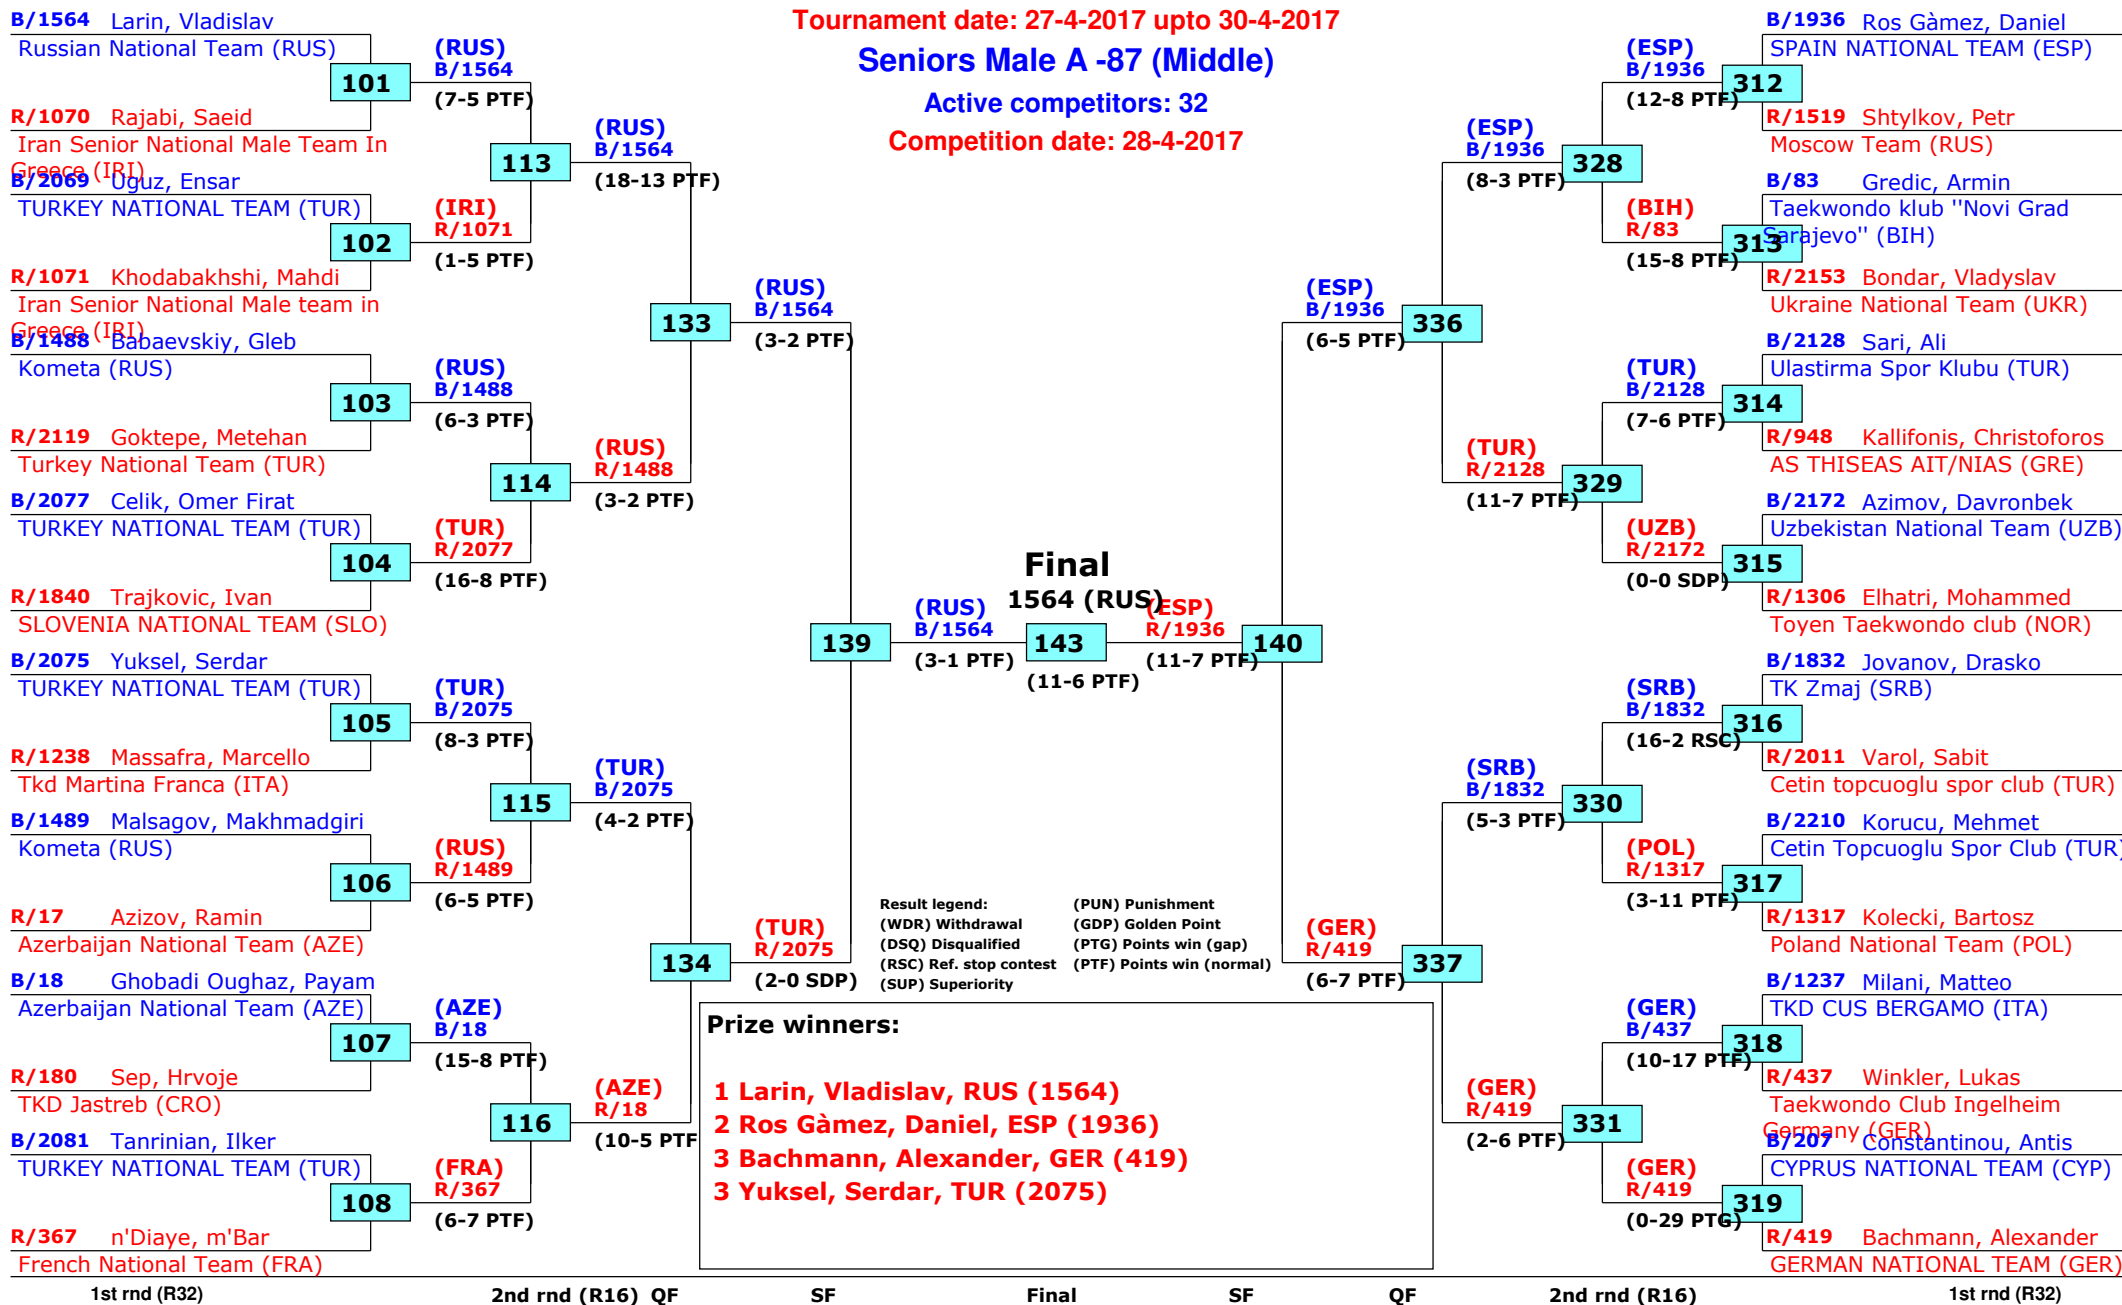 Tournament date: 27-4-2017 upto 30-4-2017
Seniors Male A -87 (Middle)
Active competitors: 32
Competition date: 28-4-2017
B/1564 Larin, Vladislav
Russian National Team (RUS)
101
R/1070 Rajabi, Saeid
Iran Senior National Male Team In
Greece (IRI)
B/2069 Uguz, Ensar
TURKEY NATIONAL TEAM (TUR)
102
R/1071 Khodabakhshi, Mahdi
Iran Senior National Male team in
Greece (IRI)
B/1488 Babaevskiy, Gleb
Kometa (RUS)
103
R/2119 Goktepe, Metehan
Turkey National Team (TUR)
B/2077 Celik, Omer Firat
TURKEY NATIONAL TEAM (TUR)
104
R/1840 Trajkovic, Ivan
SLOVENIA NATIONAL TEAM (SLO)
B/2075 Yuksel, Serdar
TURKEY NATIONAL TEAM (TUR)
105
R/1238 Massafra, Marcello
Tkd Martina Franca (ITA)
B/1489 Malsagov, Makhmadgiri
Kometa (RUS)
106
R/17 Azizov, Ramin
Azerbaijan National Team (AZE)
B/18 Ghobadi Oughaz, Payam
Azerbaijan National Team (AZE)
107
R/180 Sep, Hrvoje
TKD Jastreb (CRO)
B/2081 Tanrinian, Ilker
TURKEY NATIONAL TEAM (TUR)
108
R/367 n'Diaye, m'Bar
French National Team (FRA)
(RUS)
B/1564
(7-5 PTF)
113
(IRI)
R/1071
(1-5 PTF)
(RUS)
B/1488
(6-3 PTF)
114
(TUR)
R/2077
(16-8 PTF)
(TUR)
B/2075
(8-3 PTF)
115
(RUS)
R/1489
(6-5 PTF)
(AZE)
B/18
(15-8 PTF)
116
(FRA)
R/367
(6-7 PTF)
(RUS)
B/1564
(18-13 PTF)
133
(RUS)
R/1488
(3-2 PTF)
(TUR)
B/2075
(4-2 PTF)
134
(AZE)
R/18
(10-5 PTF
(RUS)
B/1564
(3-2 PTF)
139
(TUR)
R/2075
(2-0 SDP)
(RUS)
B/1564
(3-1 PTF)
Final
1564 (RUS)
143
(11-6 PTF)
(ESP)
R/1936
(11-7 PTF)
140
(ESP)
B/1936
(6-5 PTF)
336
(GER)
R/419
(6-7 PTF)
337
(ESP)
B/1936
(8-3 PTF)
328
(TUR)
R/2128
(11-7 PTF)
329
(SRB)
B/1832
(5-3 PTF)
330
(GER)
R/419
(2-6 PTF)
331
(ESP)
B/1936
(12-8 PTF)
(BIH)
R/83
(15-8 PTF)
(TUR)
B/2128
(7-6 PTF)
(UZB)
R/2172
(0-0 SDP)
(SRB)
B/1832
(16-2 RSC)
(POL)
R/1317
(3-11 PTF)
(GER)
B/437
(10-17 PTF)
(GER)
R/419
(0-29 PTG)
B/1936 Ros Gàmez, Daniel
SPAIN NATIONAL TEAM (ESP)
312
R/1519 Shtylkov, Petr
Moscow Team (RUS)
B/83 Gredic, Armin
Taekwondo klub ''Novi Grad
Sarajevo'' (BIH)
313
R/2153 Bondar, Vladyslav
Ukraine National Team (UKR)
B/2128 Sari, Ali
Ulastirma Spor Klubu (TUR)
314
R/948 Kallifonis, Christoforos
AS THISEAS AIT/NIAS (GRE)
B/2172 Azimov, Davronbek
Uzbekistan National Team (UZB)
315
R/1306 Elhatri, Mohammed
Toyen Taekwondo club (NOR)
B/1832 Jovanov, Drasko
TK Zmaj (SRB)
316
R/2011 Varol, Sabit
Cetin topcuoglu spor club (TUR)
B/2210 Korucu, Mehmet
Cetin Topcuoglu Spor Club (TUR)
317
R/1317 Kolecki, Bartosz
Poland National Team (POL)
B/1237 Milani, Matteo
TKD CUS BERGAMO (ITA)
318
R/437 Winkler, Lukas
Taekwondo Club Ingelheim
Germany (GER)
B/207 Constantinou, Antis
CYPRUS NATIONAL TEAM (CYP)
319
R/419 Bachmann, Alexander
GERMAN NATIONAL TEAM (GER)
Result legend: (PUN) Punishment
(WDR) Withdrawal (GDP) Golden Point
(DSQ) Disqualified (PTG) Points win (gap)
(RSC) Ref. stop contest (PTF) Points win (normal)
(SUP) Superiority
Prize winners:
1 Larin, Vladislav, RUS (1564)
2 Ros Gàmez, Daniel, ESP (1936)
3 Bachmann, Alexander, GER (419)
3 Yuksel, Serdar, TUR (2075)
1st rnd (R32) 2nd rnd (R16) QF SF Final SF QF 2nd rnd (R16) 1st rnd (R32)